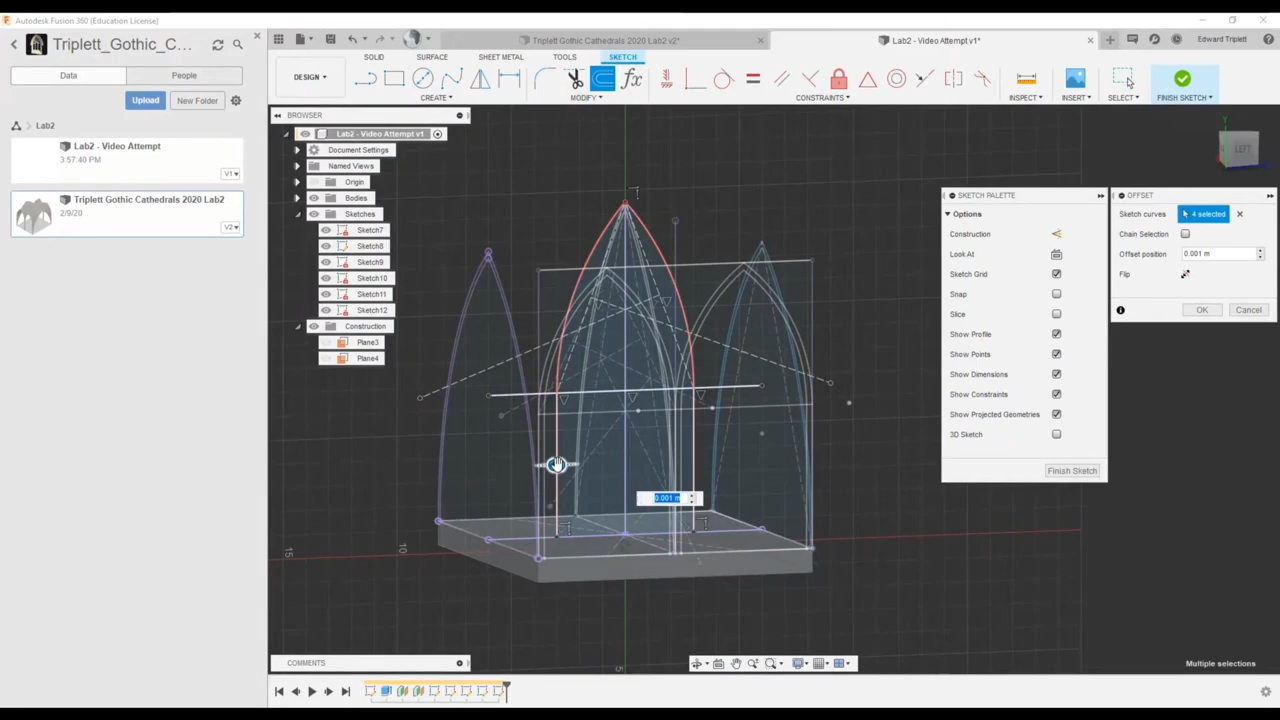 Autodesk Fusion 360 (Education License)
Triplett_Gothic_C...
Data
People
Upload
New Folder
Lab2
Lab2 - Video Attempt
3:57:40 PM
V1
Triplett Gothic Cathedrals 2020 Lab2
2/9/20
V2
Triplett Gothic Cathedrals 2020 Lab2 v2*
Lab2 - Video Attempt v1*
Edward Triplett
SOLID
SURFACE
SHEET METAL
TOOLS
SKETCH
DESIGN
CREATE
MODIFY
CONSTRAINTS
INSPECT
INSERT
SELECT
FINISH SKETCH
BROWSER
Lab2 - Video Attempt v1
Document Settings
Named Views
Origin
Bodies
Sketches
Sketch7
Sketch8
Sketch9
Sketch10
Sketch11
Sketch12
Construction
Plane3
Plane4
LEFT
15
10
5
0.001 m
SKETCH PALETTE
Options
Construction
Look At
Sketch Grid
Snap
Slice
Show Profile
Show Points
Show Dimensions
Show Constraints
Show Projected Geometries
3D Sketch
Finish Sketch
OFFSET
Sketch curves
4 selected
Chain Selection
Offset position
0.001 m
Flip
OK
Cancel
COMMENTS
Multiple selections